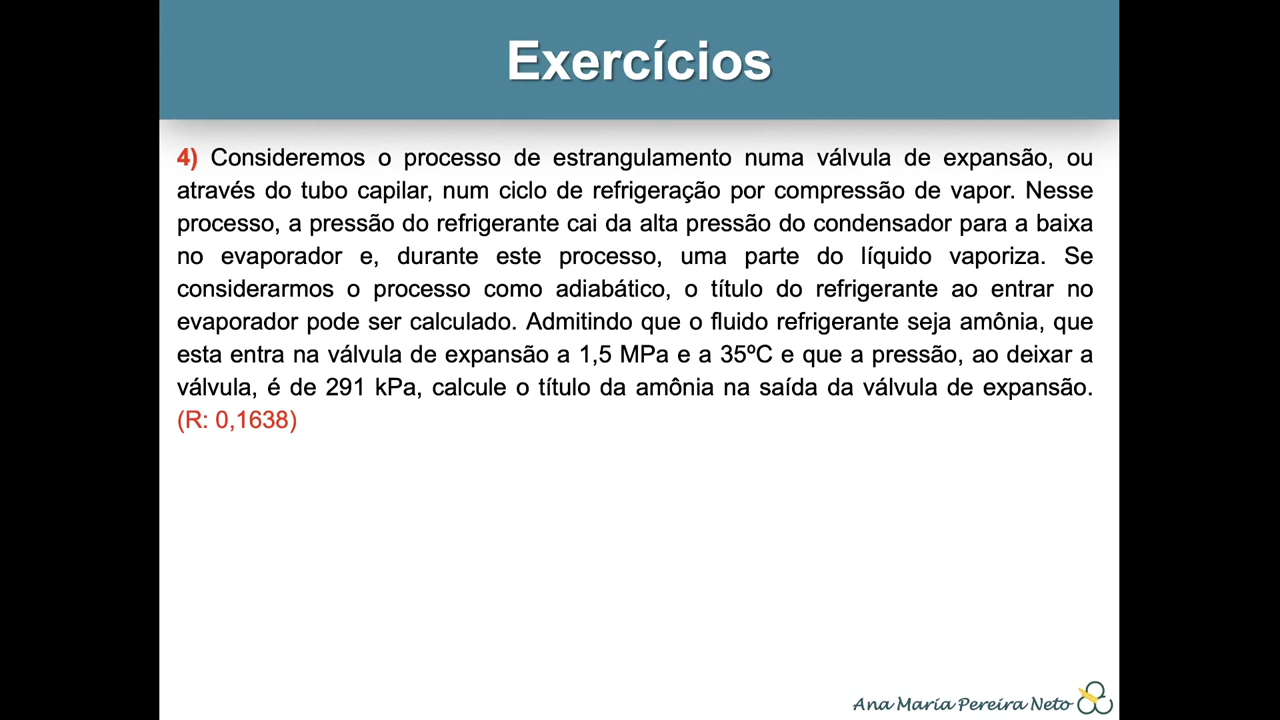 Exercícios
4) Consideremos o processo de estrangulamento numa válvula de expansão, ou
através do tubo capilar, num ciclo de refrigeração por compressão de vapor. Nesse
processo, a pressão do refrigerante cai da alta pressão do condensador para a baixa
no evaporador e, durante este processo, uma parte do líquido vaporiza. Se
considerarmos o processo como adiabático, o título do refrigerante ao entrar no
evaporador pode ser calculado. Admitindo que o fluido refrigerante seja amônia, que
esta entra na válvula de expansão a 1,5 MPa e a 35ºC e que a pressão, ao deixar a
válvula, é de 291 kPa, calcule o título da amônia na saída da válvula de expansão.
(R: 0,1638)
Ana Maria Pereira Neto